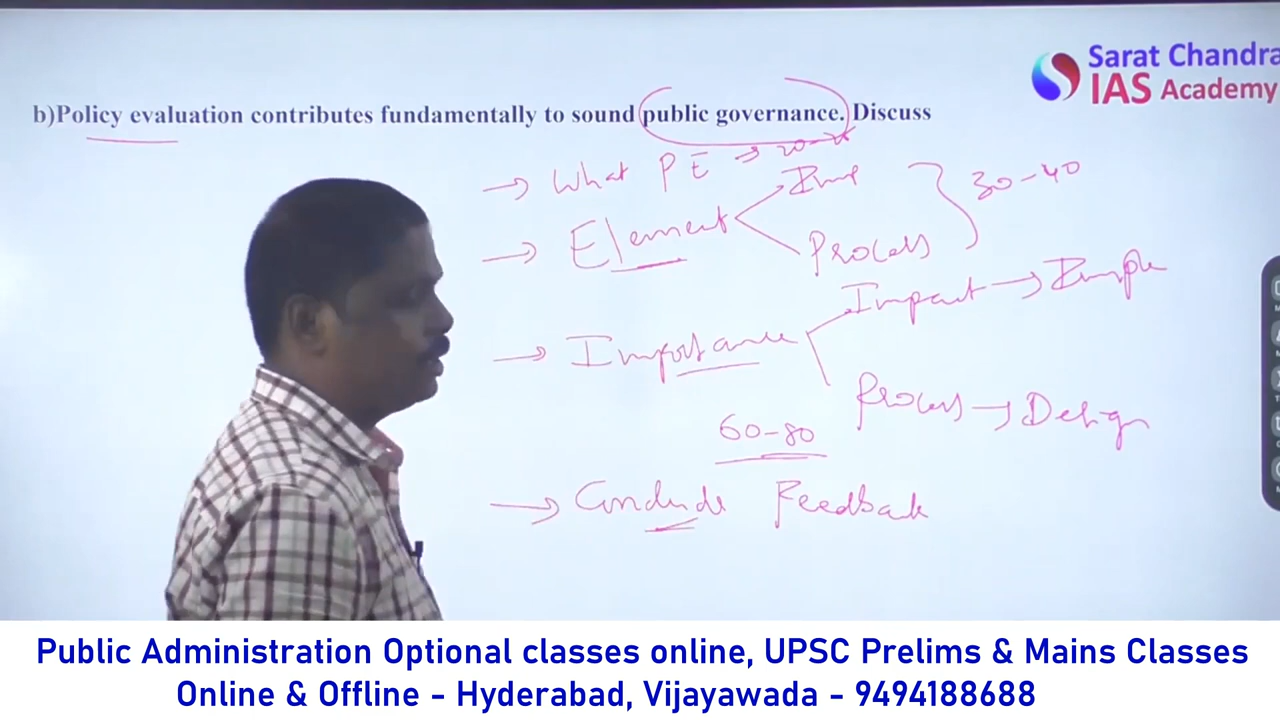 Sarat Chandra
IAS Academy
b)Policy evaluation contributes fundamentally to sound public governance. Discuss
→ What PE →
→ Element
Process
30-40
→ Importance
Impact →
Process → Design
60-80
→ Conclude Feedback
Public Administration Optional classes online, UPSC Prelims & Mains Classes
Online & Offline - Hyderabad, Vijayawada - 9494188688